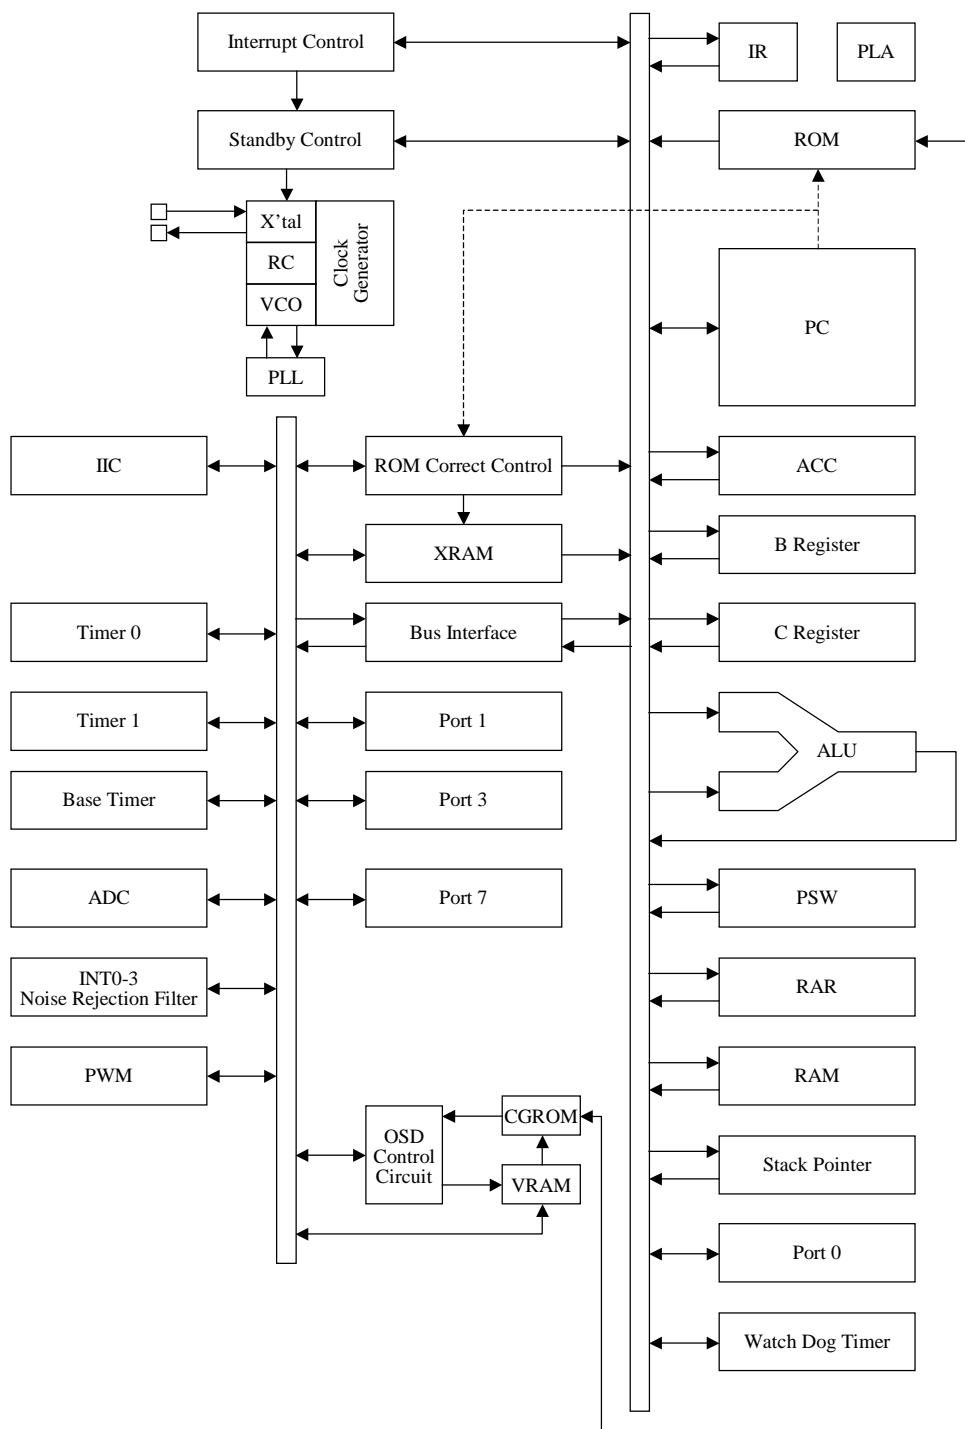 Interrupt Control
IR
PLA
Standby Control
ROM
X’tal
RC
VCO
Clock
Generator
PC
PLL
IIC
ROM Correct Control
ACC
XRAM
B Register
Timer 0
Bus Interface
C Register
Timer 1
Port 1
ALU
Base Timer
Port 3
ADC
Port 7
PSW
INT0-3
Noise Rejection Filter
RAR
PWM
RAM
CGROM
OSD
Control
Circuit
VRAM
Stack Pointer
Port 0
Watch Dog Timer